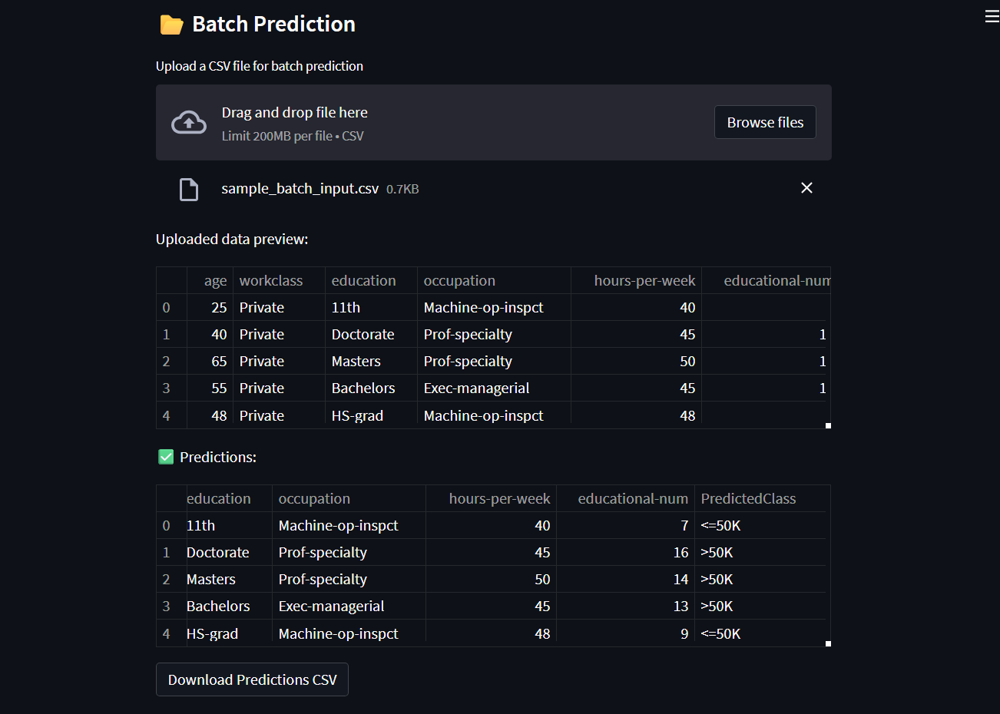 📂 Batch Prediction
Upload a CSV file for batch prediction
Drag and drop file here
Limit 200MB per file • CSV
Browse files
sample_batch_input.csv 0.7KB
Uploaded data preview:
age workclass education occupation hours-per-week educational-num
0 25 Private 11th Machine-op-inspct 40
1 40 Private Doctorate Prof-specialty 45 1
2 65 Private Masters Prof-specialty 50 1
3 55 Private Bachelors Exec-managerial 45 1
4 48 Private HS-grad Machine-op-inspct 48
✅ Predictions:
education occupation hours-per-week educational-num PredictedClass
0 11th Machine-op-inspct 40 7 <=50K
1 Doctorate Prof-specialty 45 16 >50K
2 Masters Prof-specialty 50 14 >50K
3 Bachelors Exec-managerial 45 13 >50K
4 HS-grad Machine-op-inspct 48 9 <=50K
Download Predictions CSV